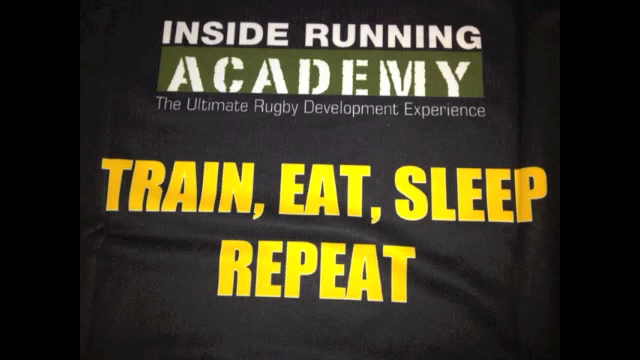 INSIDE RUNNING
ACADEMY
The Ultimate Rugby Development Experience
TRAIN, EAT, SLEEP
REPEAT